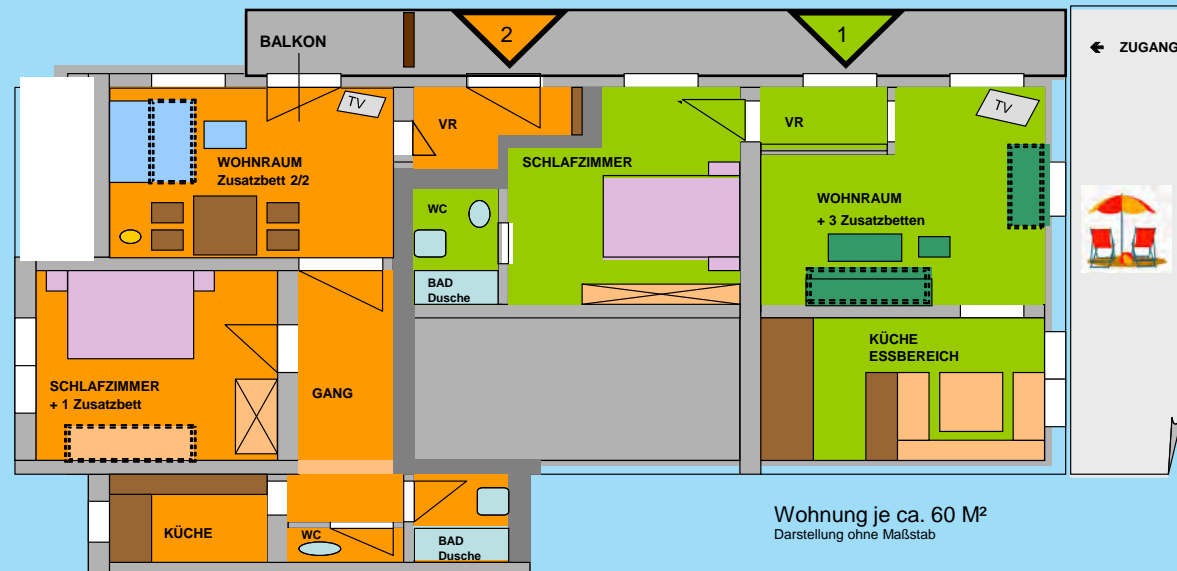 2
1
BALKON
← ZUGANG
TV
TV
VR
VR
WOHNRAUM
Zusatzbett 2/2
SCHLAFZIMMER
WOHNRAUM
+ 3 Zusatzbetten
WC
BAD
Dusche
KÜCHE
ESSBEREICH
SCHLAFZIMMER
+ 1 Zusatzbett
GANG
KÜCHE
WC
BAD
Dusche
Wohnung je ca. 60 M²
Darstellung ohne Maßstab